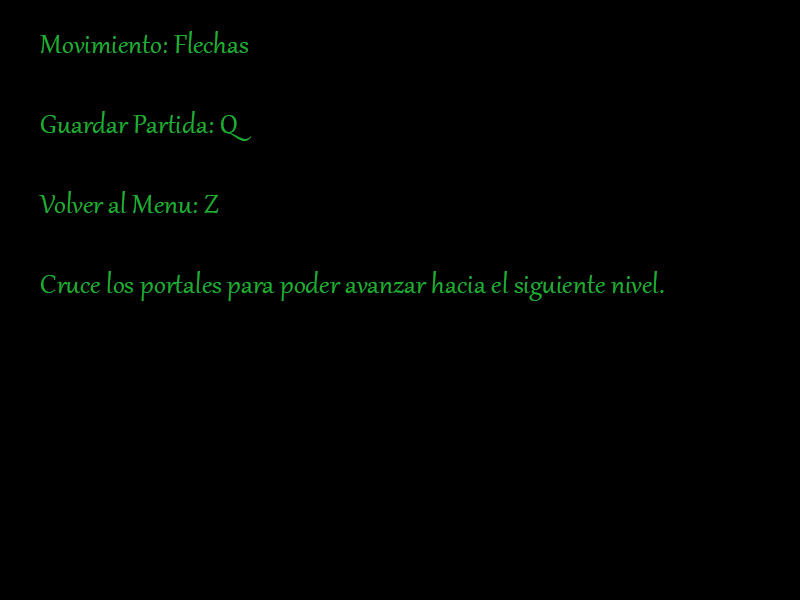 Movimiento: Flechas
Guardar Partida: Q
Volver al Menu: Z
Cruce los portales para poder avanzar hacia el siguiente nivel.